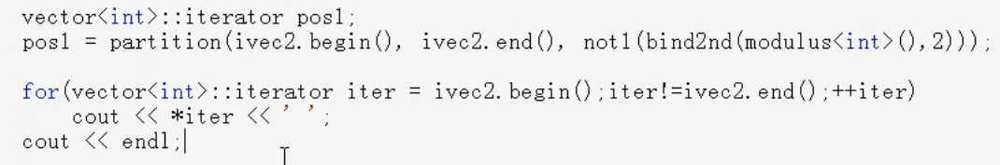 vector<int>::iterator pos1;
pos1 = partition(ivec2.begin(), ivec2.end(), not1(bind2nd(modulus<int>(),2)));
for(vector<int>::iterator iter = ivec2.begin();iter!=ivec2.end();++iter)
cout << *iter << ' ';
cout << endl;